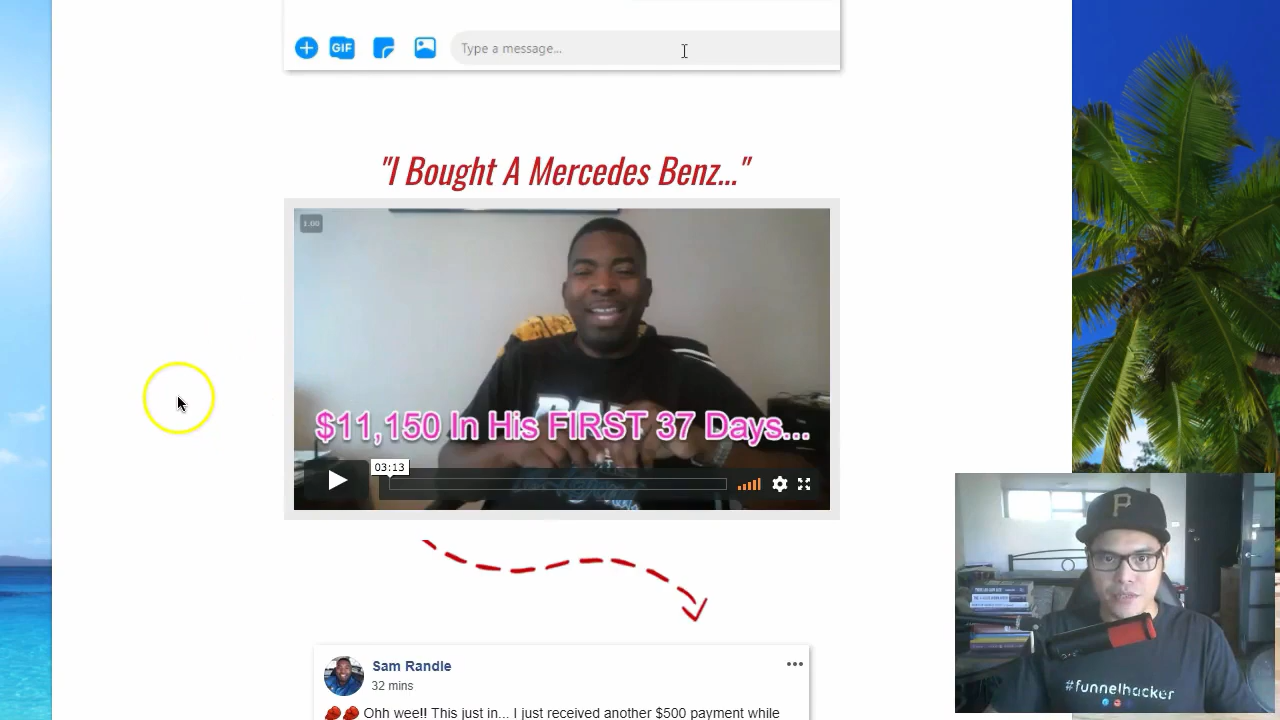 GIF
Type a message...
"I Bought A Mercedes Benz..."
1.00
$11,150 In His FIRST 37 Days...
03:13
Sam Randle
32 mins
Ohh wee!! This just in... I just received another $500 payment while
P
#funnelhacker